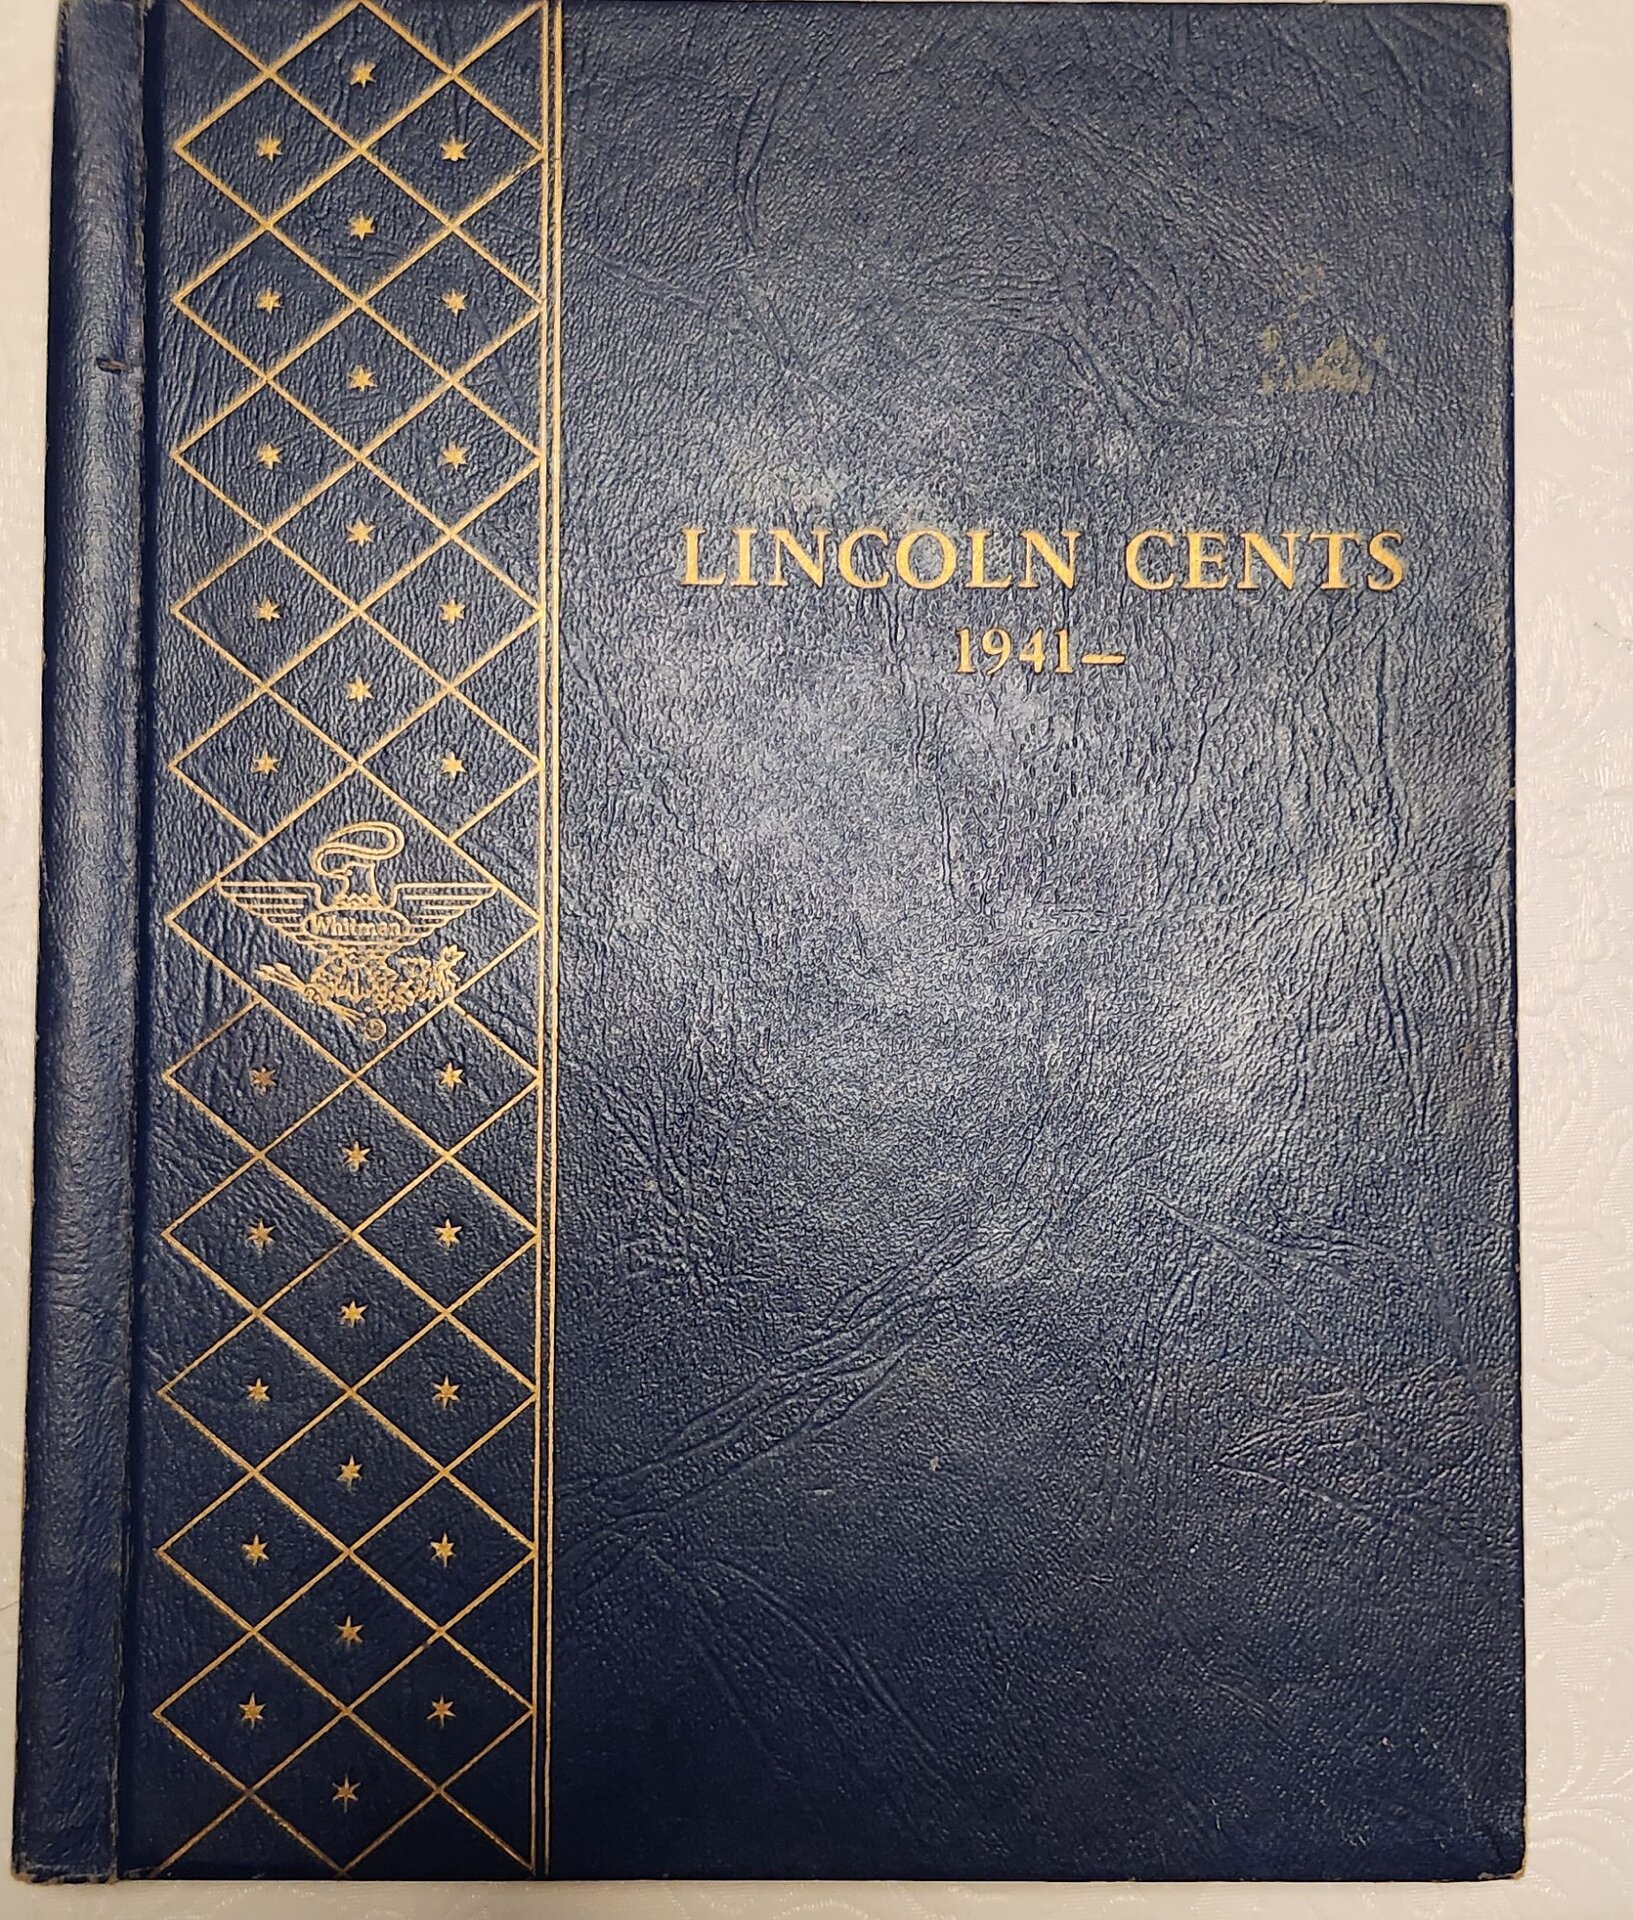 LINCOLN CENTS
1941–
Whitman